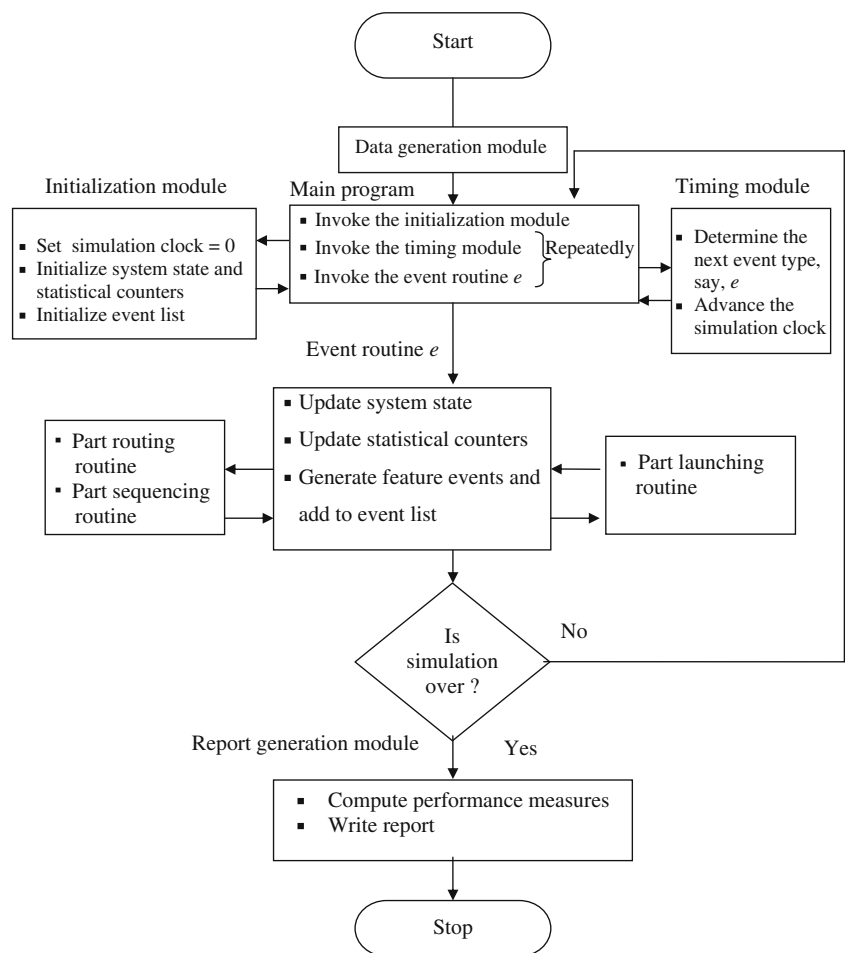 Start
Data generation module
Initialization module
Main program
Timing module
▪ Set simulation clock = 0
▪ Initialize system state and
statistical counters
▪ Initialize event list
▪ Invoke the initialization module
▪ Invoke the timing module
▪ Invoke the event routine e
Repeatedly
▪ Determine the
next event type,
say, e
▪ Advance the
simulation clock
Event routine e
▪ Part routing
routine
▪ Part sequencing
routine
▪ Update system state
▪ Update statistical counters
▪ Generate feature events and
add to event list
▪ Part launching
routine
Is
simulation
over ?
No
Yes
Report generation module
▪ Compute performance measures
▪ Write report
Stop